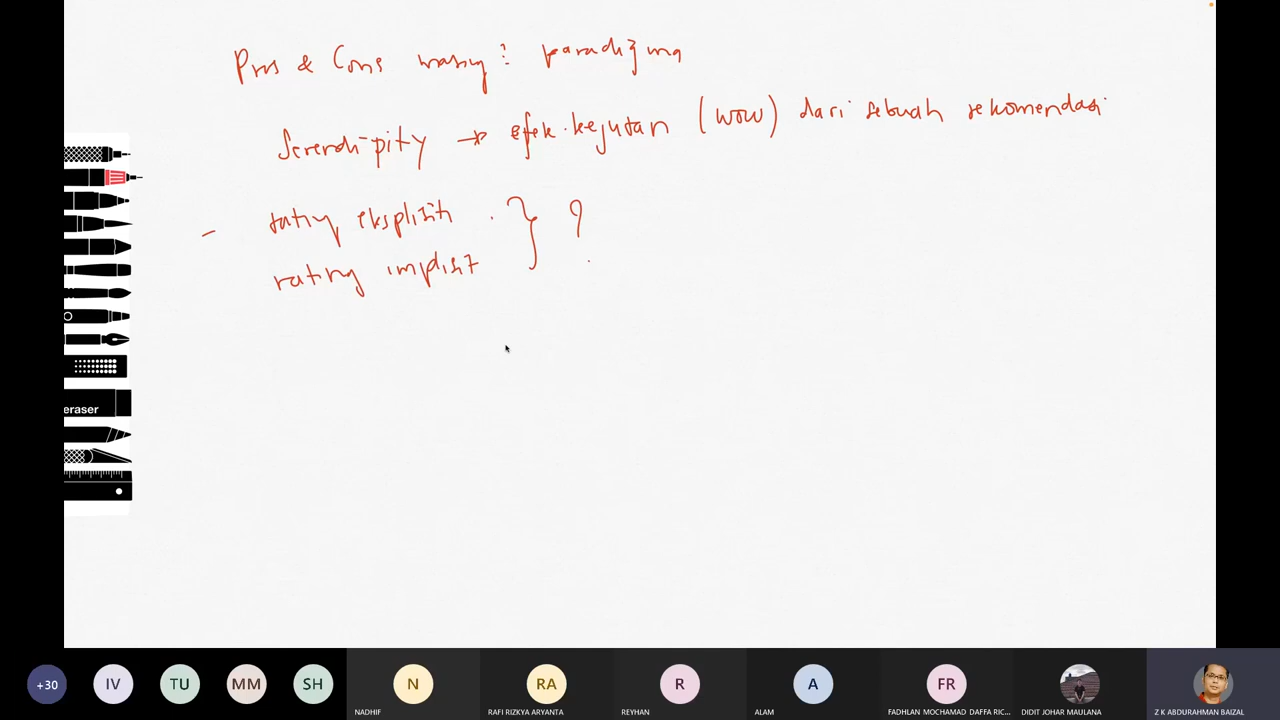 Pros & Cons masing² paradigma
Serendipity → efek kejutan (wow) dari sebuah rekomendasi
- rating eksplisit
rating implisit } ?
eraser
+30 IV TU MM SH N RA R A FR
NADHIF RAFI RIZKYA ARYANTA REYHAN ALAM FADHLAN MOCHAMAD DAFFA RIC... DIDIT JOHAR MAULANA Z K ABDURAHMAN BAIZAL